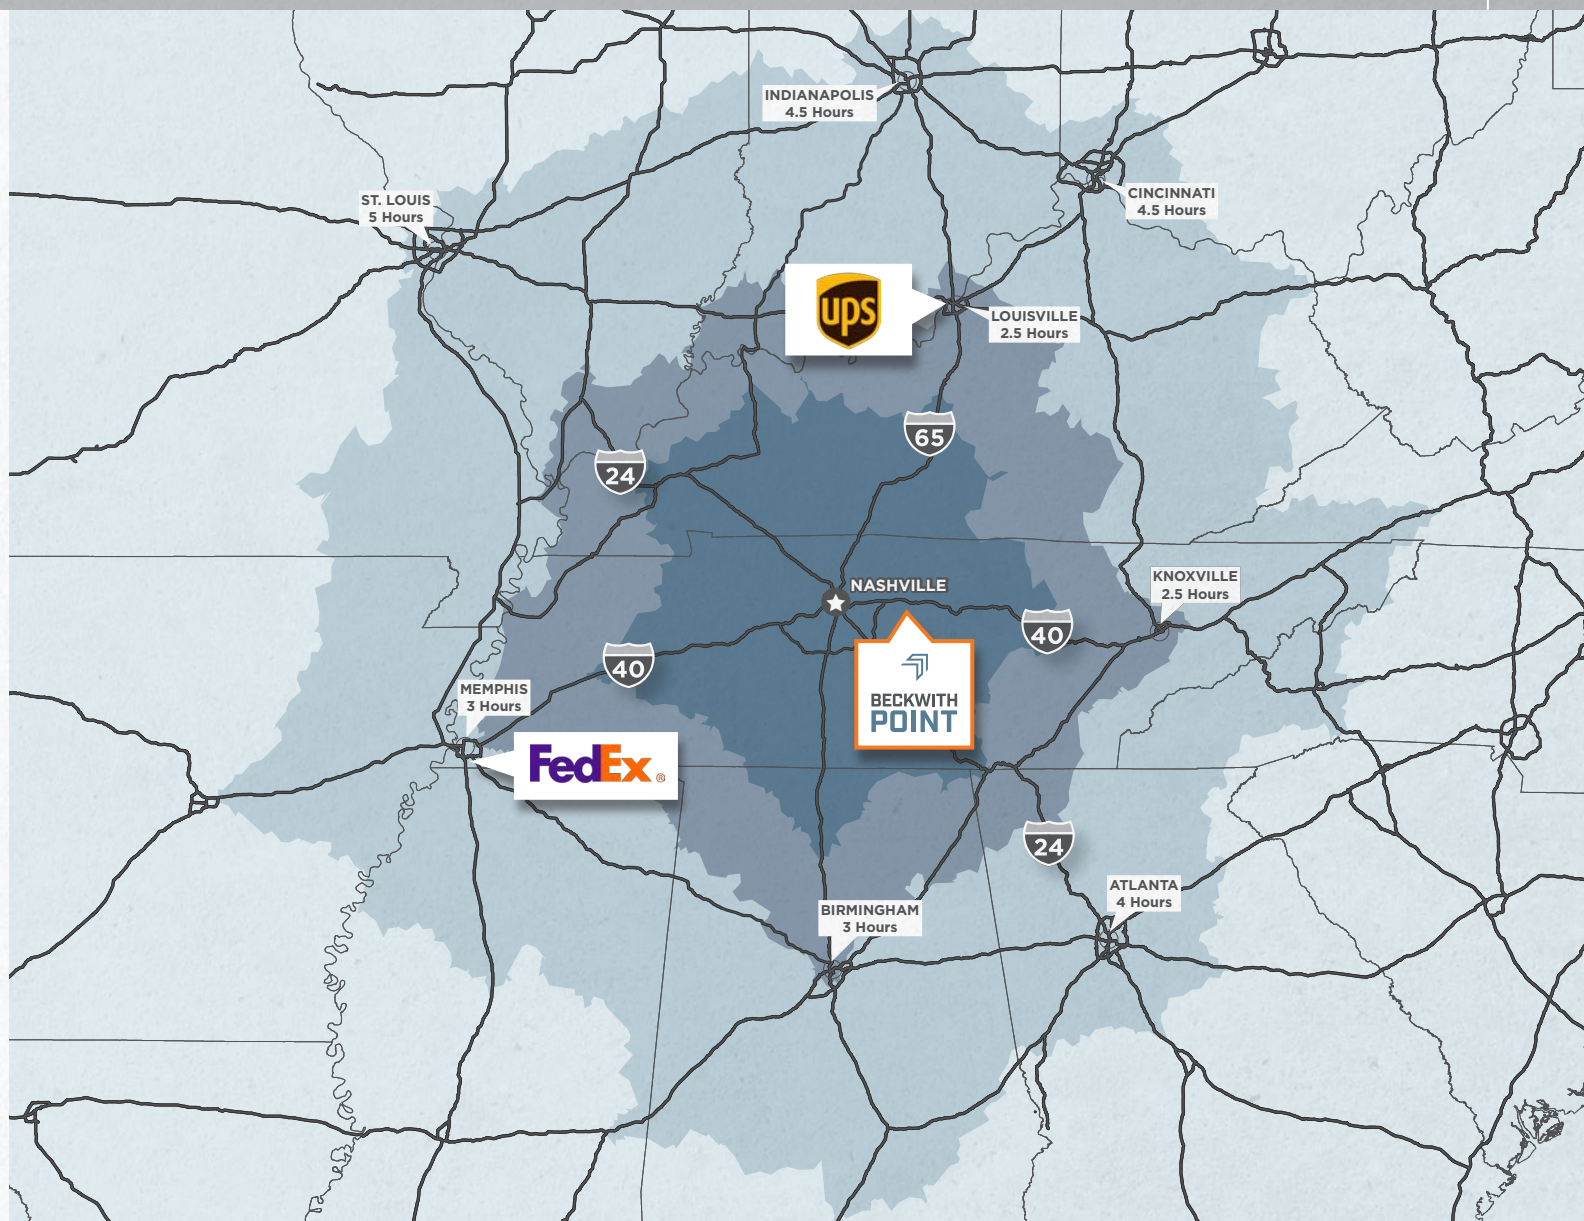 INDIANAPOLIS
4.5 Hours
CINCINNATI
4.5 Hours
ST. LOUIS
5 Hours
ups
LOUISVILLE
2.5 Hours
65
24
NASHVILLE
KNOXVILLE
2.5 Hours
40
40
BECKWITH
POINT
MEMPHIS
3 Hours
FedEx®
24
ATLANTA
4 Hours
BIRMINGHAM
3 Hours